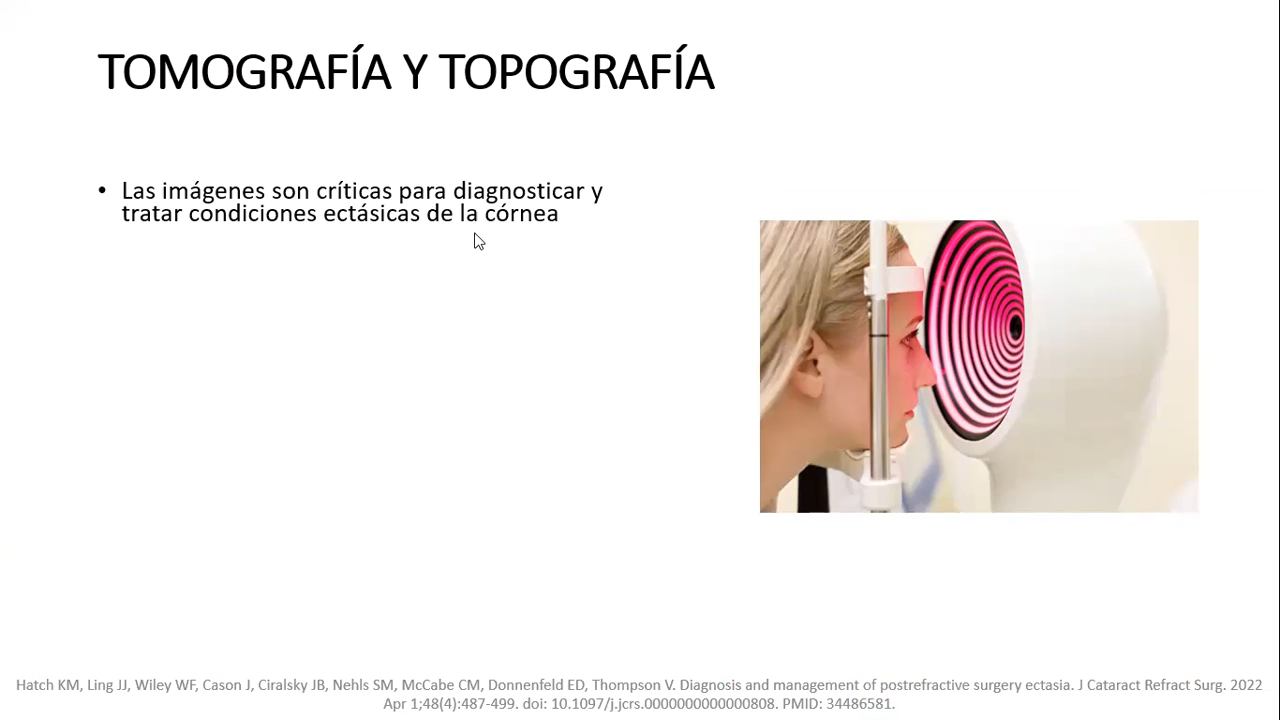 TOMOGRAFÍA Y TOPOGRAFÍA
• Las imágenes son críticas para diagnosticar y
tratar condiciones ectásicas de la córnea
Hatch KM, Ling JJ, Wiley WF, Cason J, Ciralsky JB, Nehls SM, McCabe CM, Donnenfeld ED, Thompson V. Diagnosis and management of postrefractive surgery ectasia. J Cataract Refract Surg. 2022
Apr 1;48(4):487-499. doi: 10.1097/j.jcrs.0000000000000808. PMID: 34486581.